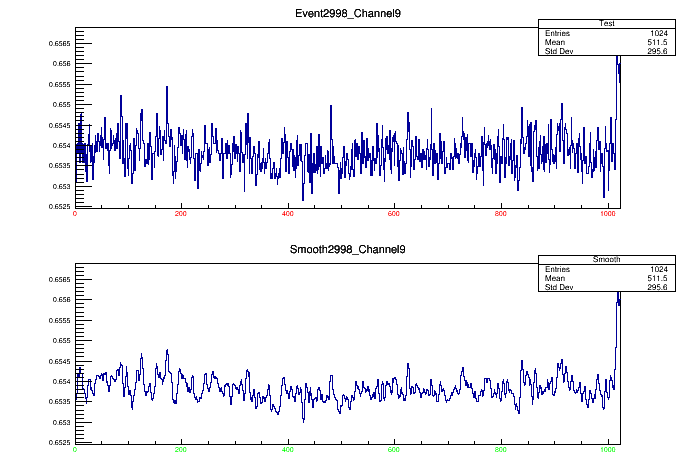 Event2998_Channel9
Test
Entries 1024
Mean 511.5
Std Dev 295.6
0.6565
0.656
0.6555
0.655
0.6545
0.654
0.6535
0.653
0.6525
0 200 400 600 800 1000
Smooth2998_Channel9
Smooth
Entries 1024
Mean 511.5
Std Dev 295.6
0.6565
0.656
0.6555
0.655
0.6545
0.654
0.6535
0.653
0.6525
0 200 400 600 800 1000